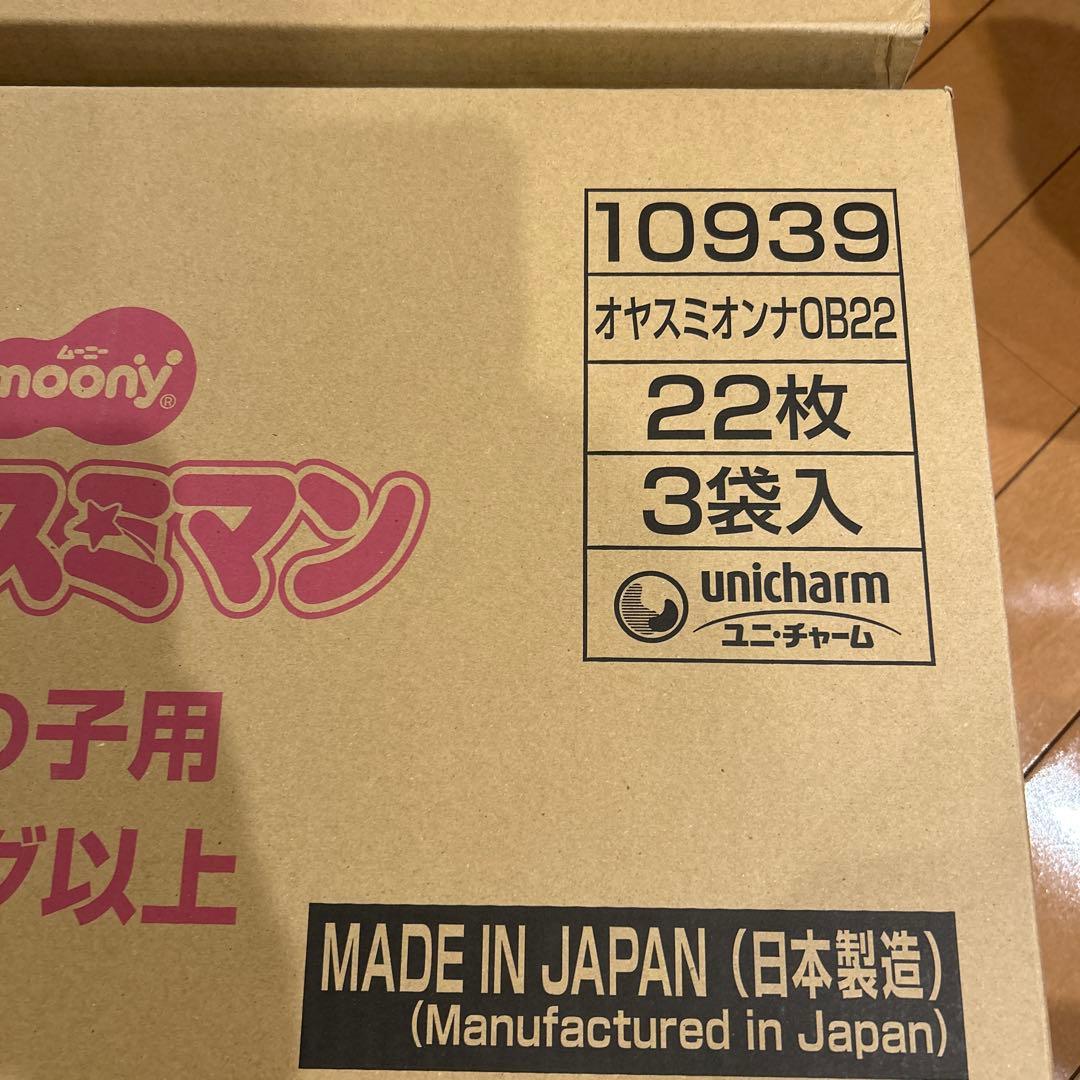 ムーニー
moony®
スミマン
の子用
グ以上
10939
オヤスミオンナOB22
22枚
3袋入
unicharm
ユニ・チャーム
MADE IN JAPAN（日本製造）
(Manufactured in Japan)